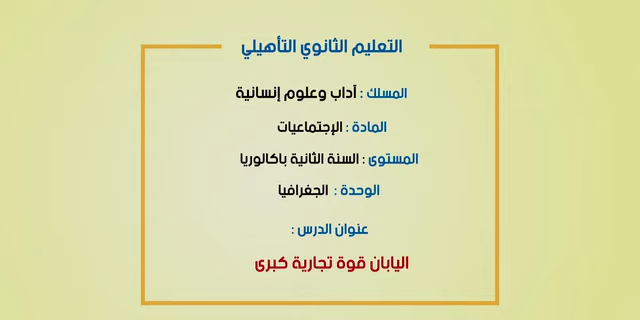 التعليم الثانوي التأهيلي
المسلك : آداب وعلوم إنسانية
المادة : الإجتماعيات
المستوى : السنة الثانية باكالوريا
الوحدة : الجغرافيا
عنوان الدرس :
اليابان قوة تجارية كبرى